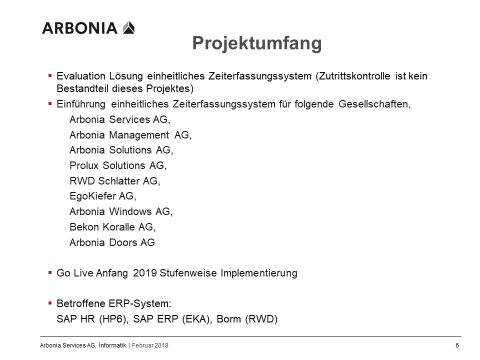 ARBONIA
Projektumfang
Evaluation Lösung einheitliches Zeiterfassungssystem (Zutrittskontrolle ist kein
Bestandteil dieses Projektes)
Einführung einheitliches Zeiterfassungssystem für folgende Gesellschaften,
Arbonia Services AG,
Arbonia Management AG,
Arbonia Solutions AG,
Prolux Solutions AG,
RWD Schlatter AG,
EgoKiefer AG,
Arbonia Windows AG,
Bekon Koralle AG,
Arbonia Doors AG
Go Live Anfang 2019 Stufenweise Implementierung
Betroffene ERP-System:
SAP HR (HP6), SAP ERP (EKA), Borm (RWD)
Arbonia Services AG, Informatik | Februar 2018 6